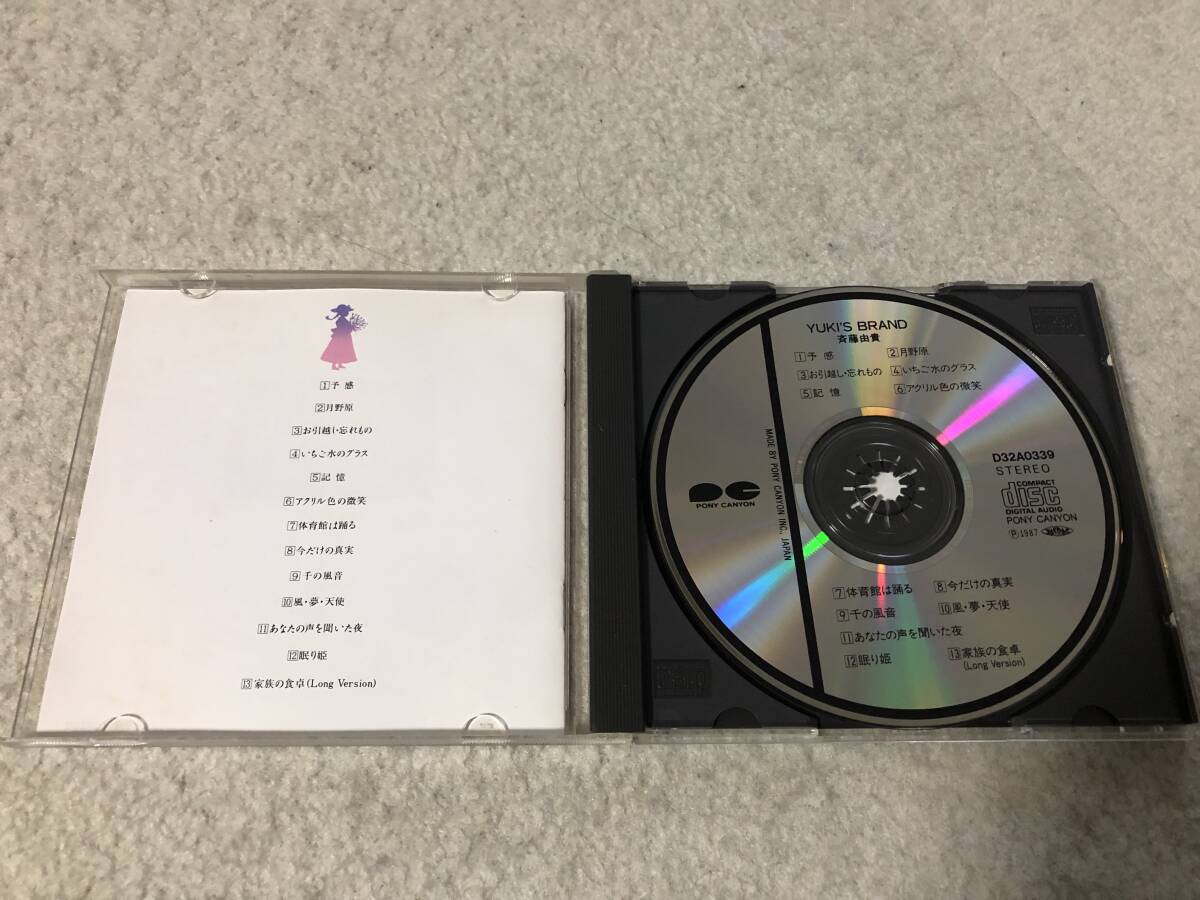 1 予感
2 月野原
3 お引越し・忘れもの
4 いちご水のグラス
5 記憶
6 アクリル色の微笑
7 体育館は踊る
8 今だけの真実
9 千の風音
10 風・夢・天使
11 あなたの声を聞いた夜
12 眠り姫
13 家族の食卓(Long Version)
YUKI'S BRAND
斉藤由貴
1 予感 2 月野原
3 お引越し・忘れもの 4 いちご水のグラス
5 記憶 6 アクリル色の微笑
PONY CANYON
MADE BY PONY CANYON INC., JAPAN
D32A0339
STEREO
COMPACT
disc
DIGITAL AUDIO
PONY CANYON
Ⓟ1987
7 体育館は踊る 8 今だけの真実
9 千の風音 10 風・夢・天使
11 あなたの声を聞いた夜
12 眠り姫 13 家族の食卓
(Long Version)